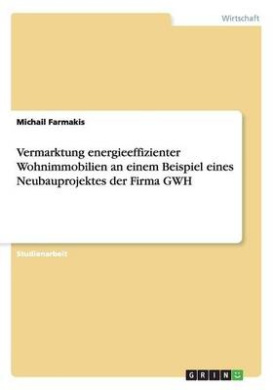 Wirtschaft
Michail Farmakis
Vermarktung energieeffizienter
Wohnimmobilien an einem Beispiel eines
Neubauprojektes der Firma GWH
Studienarbeit
GRIN